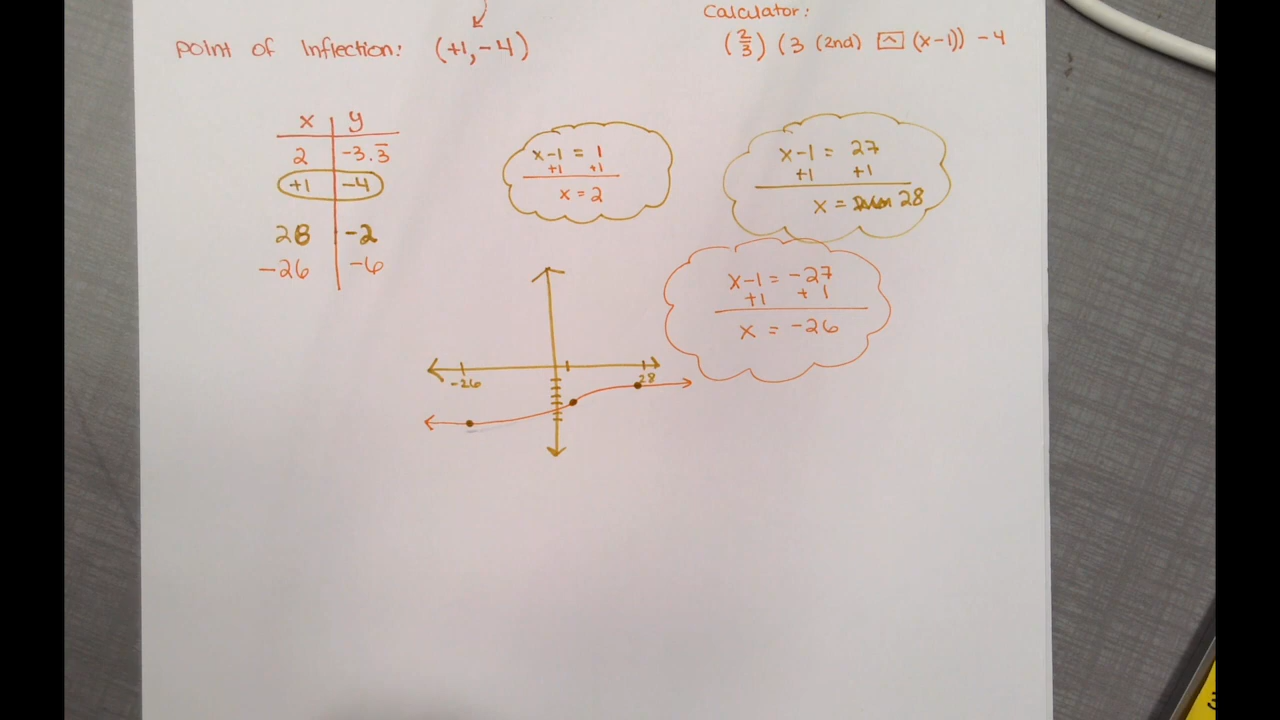 Calculator:
Point of Inflection: (+1, -4)
(2/3) (3 (2nd) [^] (x-1)) -4
x y
2 -3.3̅
+1 -4
28 -2
-26 -6
x-1 = 1
+1 +1
x = 2
x-1 = 27
+1 +1
x = 28
x-1 = -27
+1 +1
x = -26
-26
28